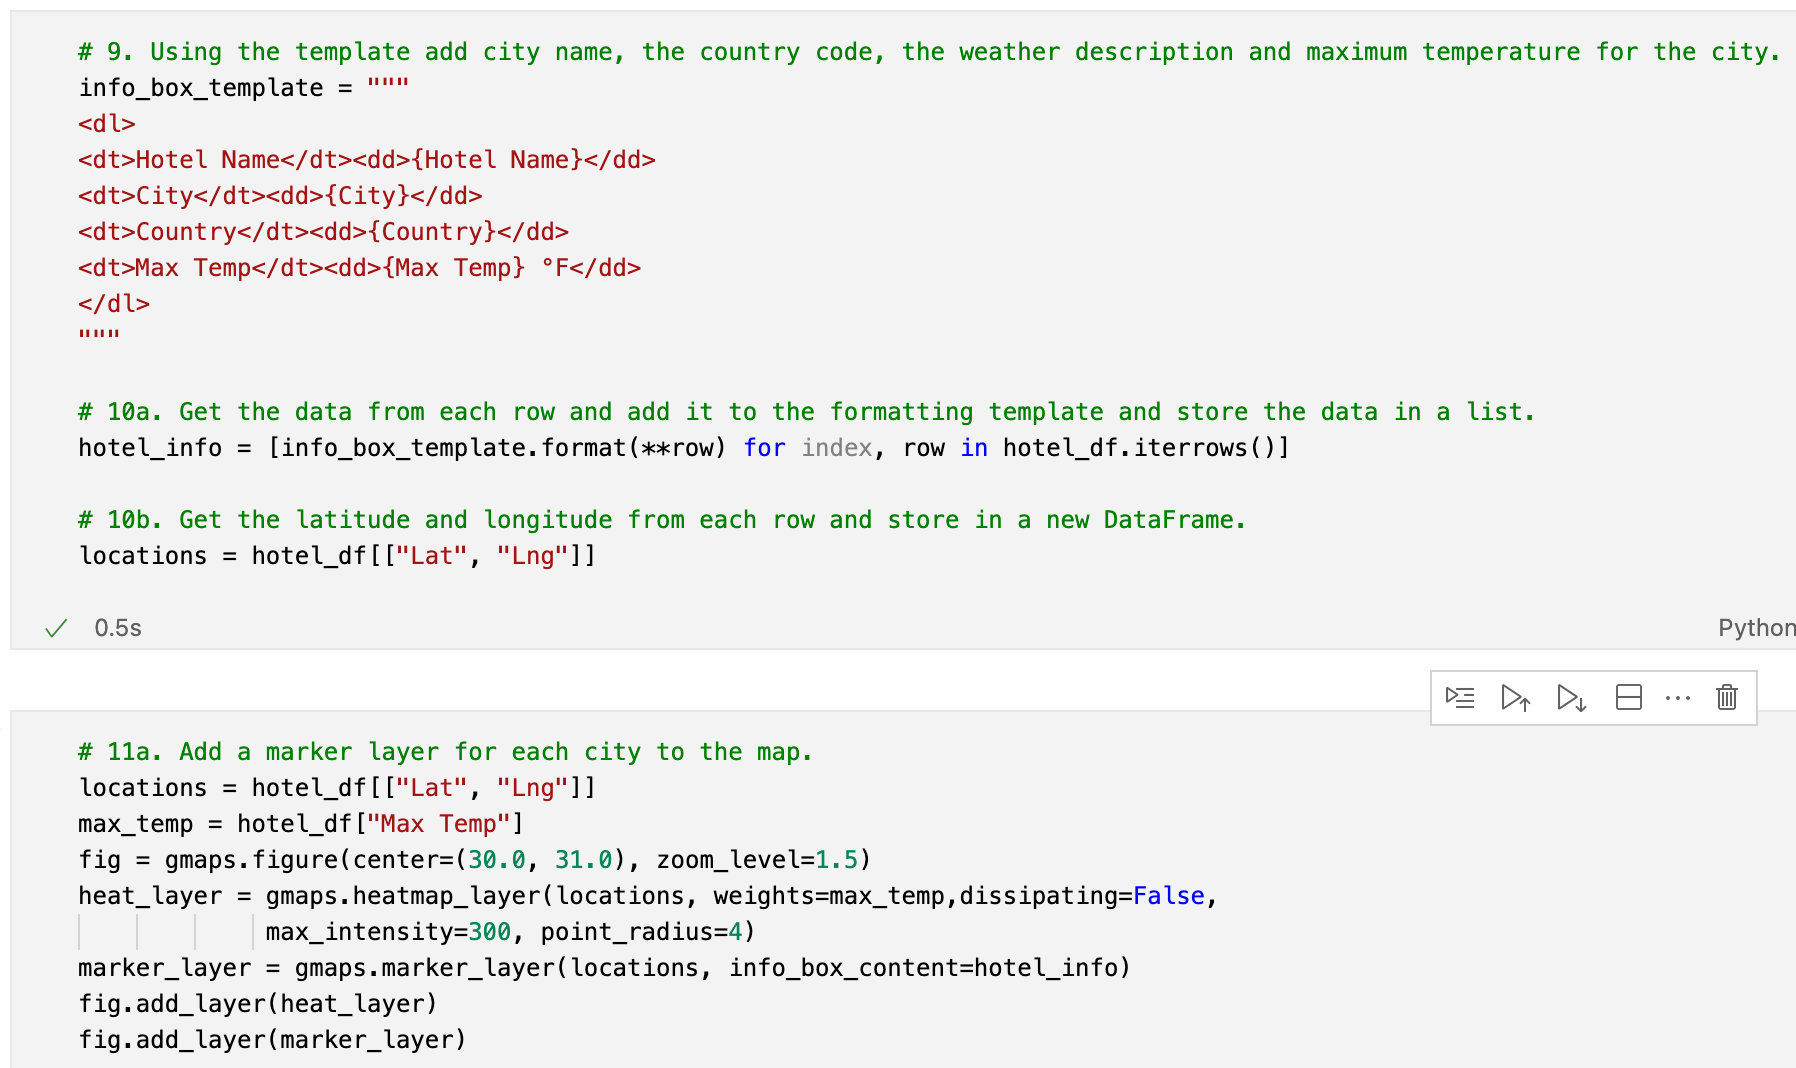 # 9. Using the template add city name, the country code, the weather description and maximum temperature for the city.
info_box_template = """
<dl>
<dt>Hotel Name</dt><dd>{Hotel Name}</dd>
<dt>City</dt><dd>{City}</dd>
<dt>Country</dt><dd>{Country}</dd>
<dt>Max Temp</dt><dd>{Max Temp} °F</dd>
</dl>
"""
# 10a. Get the data from each row and add it to the formatting template and store the data in a list.
hotel_info = [info_box_template.format(**row) for index, row in hotel_df.iterrows()]
# 10b. Get the latitude and longitude from each row and store in a new DataFrame.
locations = hotel_df[["Lat", "Lng"]]
0.5s
Python
# 11a. Add a marker layer for each city to the map.
locations = hotel_df[["Lat", "Lng"]]
max_temp = hotel_df["Max Temp"]
fig = gmaps.figure(center=(30.0, 31.0), zoom_level=1.5)
heat_layer = gmaps.heatmap_layer(locations, weights=max_temp,dissipating=False,
max_intensity=300, point_radius=4)
marker_layer = gmaps.marker_layer(locations, info_box_content=hotel_info)
fig.add_layer(heat_layer)
fig.add_layer(marker_layer)